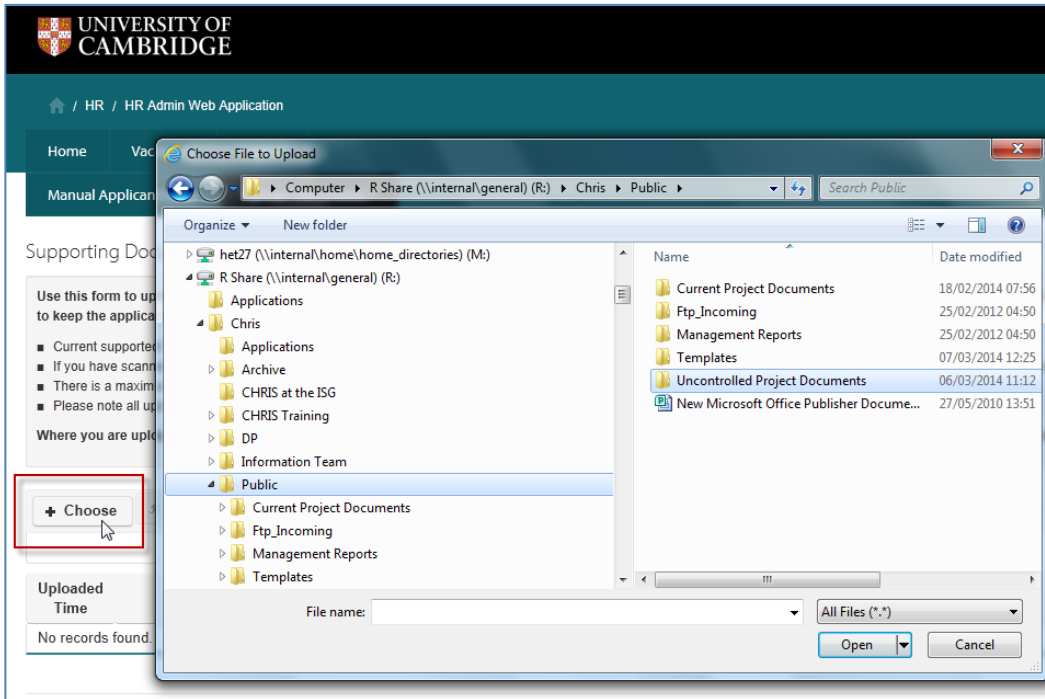 UNIVERSITY OF
CAMBRIDGE
/ HR / HR Admin Web Application
Home Vac
Manual Applican
Supporting Doc
Use this form to up
to keep the applica
Current supported
If you have scann
There is a maxim
Please note all up
Where you are uplo
+ Choose
Uploaded
Time
No records found.
Choose File to Upload
Computer R Share (\\internal\general) (R:) Chris Public
Search Public
Organize New folder
het27 (\\internal\home\home_directories) (M:)
R Share (\\internal\general) (R:)
Applications
Chris
Applications
Archive
CHRIS at the ISG
CHRIS Training
DP
Information Team
Public
Current Project Documents
Ftp_Incoming
Management Reports
Templates
Name Date modified
Current Project Documents 18/02/2014 07:56
Ftp_Incoming 25/02/2012 04:50
Management Reports 25/02/2012 04:50
Templates 07/03/2014 12:25
Uncontrolled Project Documents 06/03/2014 11:12
New Microsoft Office Publisher Docume... 27/05/2010 13:51
File name: All Files (*.*)
Open Cancel